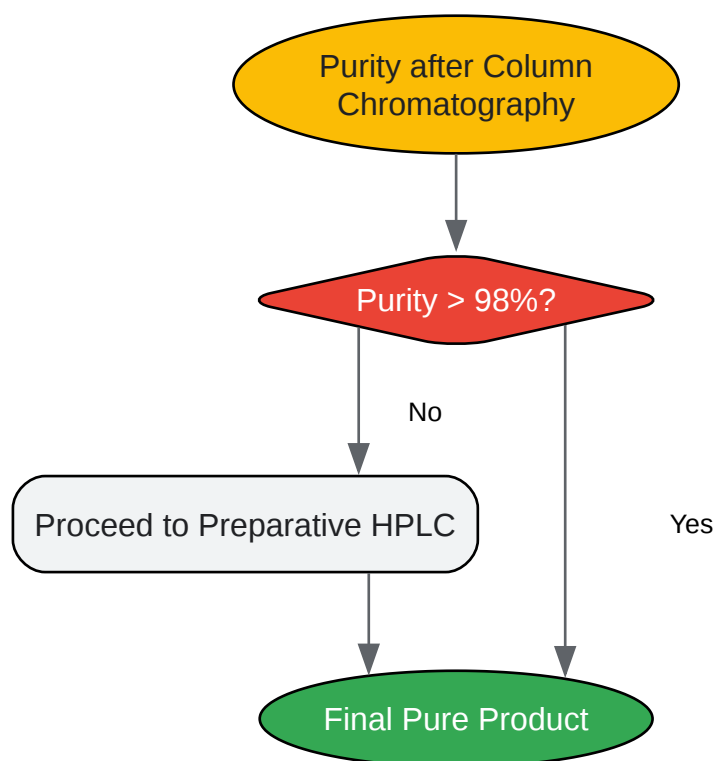 Purity after Column
Chromatography
Purity > 98%?
No
Proceed to Preparative HPLC
Yes
Final Pure Product